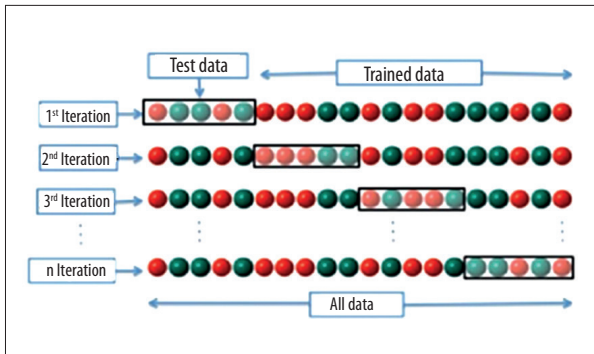 Test data
Trained data
1st Iteration
2nd Iteration
3rd Iteration
n Iteration
All data